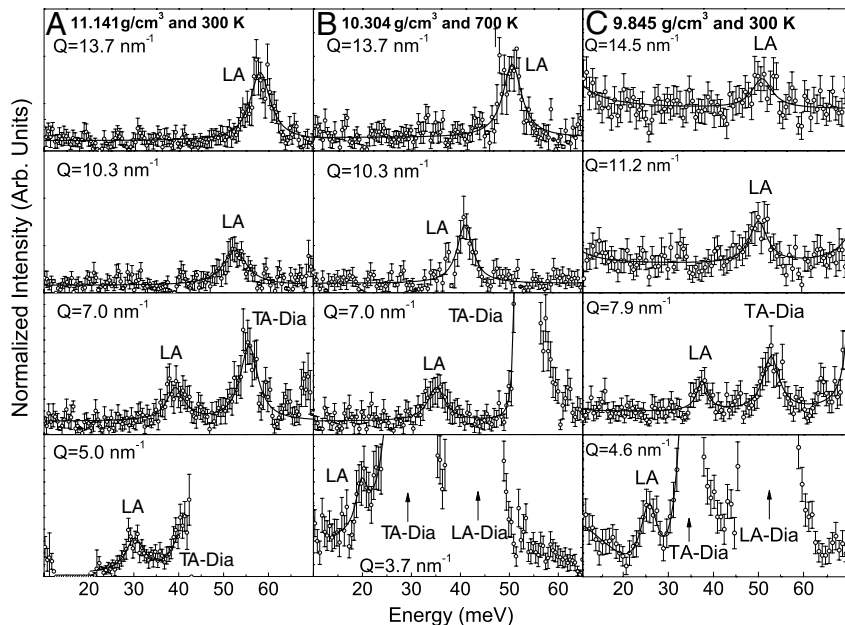 A 11.141g/cm³ and 300 K
B 10.304 g/cm³ and 700 K
C 9.845 g/cm³ and 300 K
Q=13.7 nm⁻¹
LA
Q=13.7 nm⁻¹
LA
Q=14.5 nm⁻¹
LA
Q=10.3 nm⁻¹
LA
Q=10.3 nm⁻¹
LA
Q=11.2 nm⁻¹
LA
Q=7.0 nm⁻¹
LA
TA-Dia
Q=7.0 nm⁻¹
TA-Dia
LA
Q=7.9 nm⁻¹
TA-Dia
LA
Q=5.0 nm⁻¹
LA
TA-Dia
LA
TA-Dia
LA-Dia
Q=3.7 nm⁻¹
Q=4.6 nm⁻¹
LA
TA-Dia
LA-Dia
20 30 40 50 60
10 20 30 40 50 60
10 20 30 40 50 60
Energy (meV)
Normalized Intensity (Arb. Units)